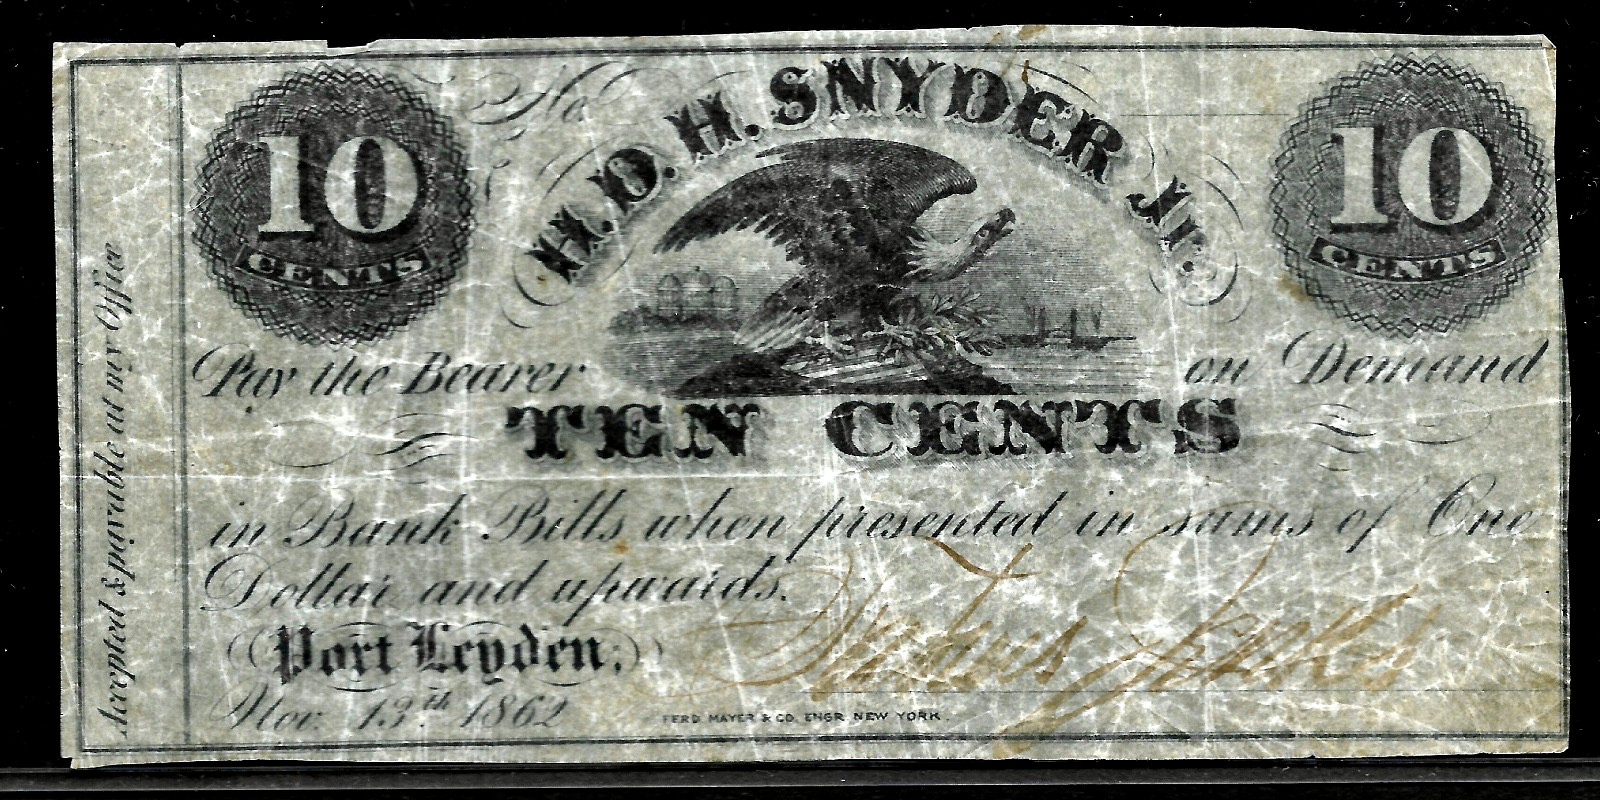 Accepted & payable at my Office
10
CENTS
No
H. D. H. SNYDER Jr.
10
CENTS
Pay the Bearer on Demand
TEN CENTS
in Bank Bills when presented in sums of One
Dollar and upwards.
Port Leyden,
Nov. 13th 1862
FERD. MAYER & CO. ENGR. NEW YORK.